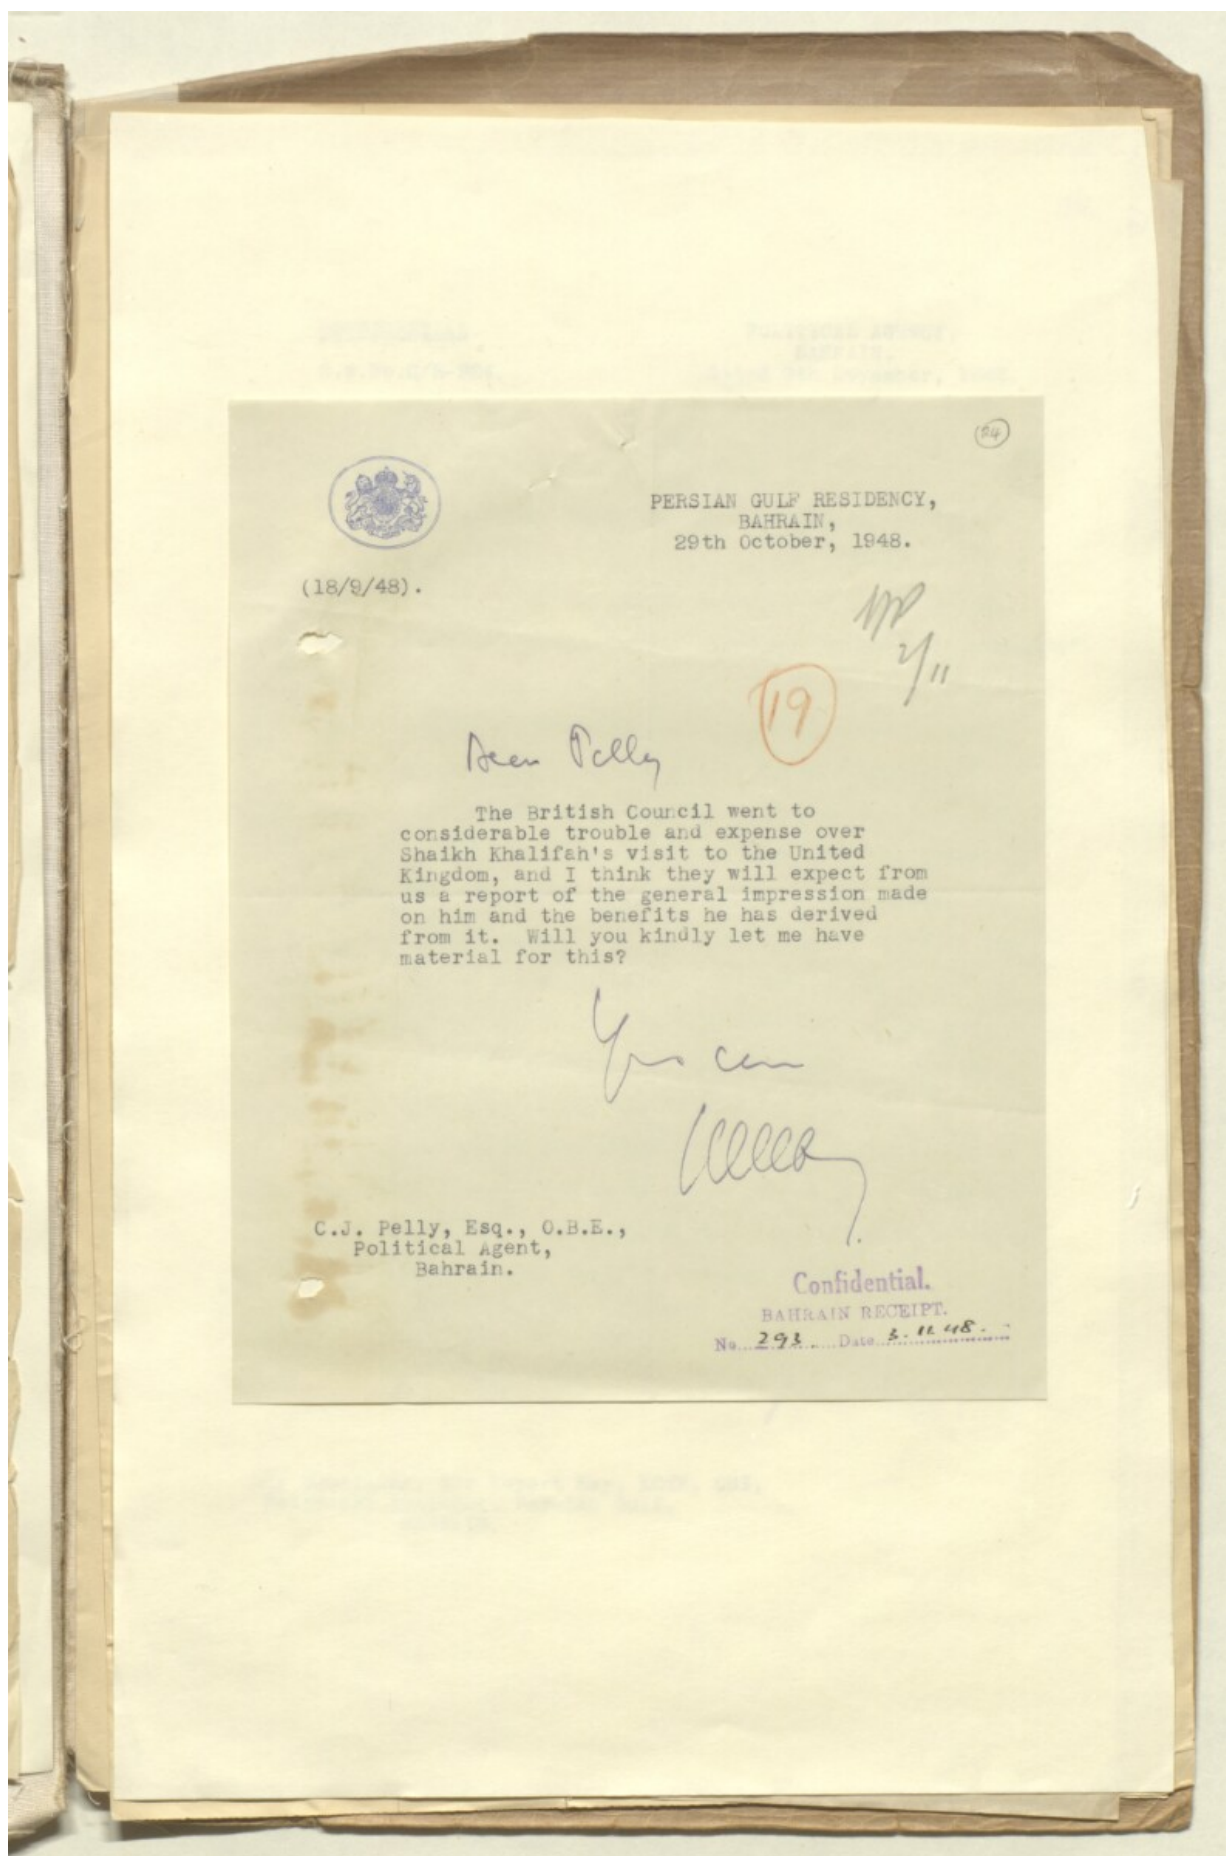 24
PERSIAN GULF RESIDENCY,
BAHRAIN,
29th October, 1948.
(18/9/48).
2/11
19
Dear Pelly
The British Council went to
considerable trouble and expense over
Shaikh Khalifah's visit to the United
Kingdom, and I think they will expect from
us a report of the general impression made
on him and the benefits he has derived
from it. Will you kindly let me have
material for this?
C.J. Pelly, Esq., O.B.E.,
Political Agent,
Bahrain.
Confidential.
BAHRAIN RECEIPT.
No. 293. Date 3.11.48.